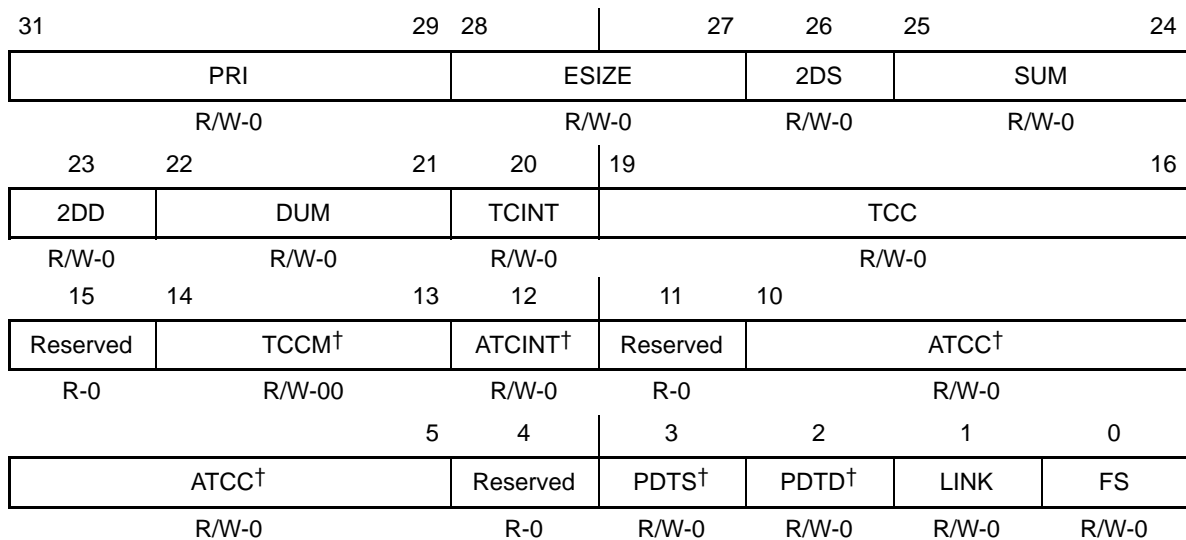 31 29 28 27 26 25 24
PRI ESIZE 2DS SUM
R/W-0 R/W-0 R/W-0 R/W-0
23 22 21 20 19 16
2DD DUM TCINT TCC
R/W-0 R/W-0 R/W-0 R/W-0
15 14 13 12 11 10
Reserved TCCM† ATCINT† Reserved ATCC†
R-0 R/W-00 R/W-0 R-0 R/W-0
5 4 3 2 1 0
ATCC† Reserved PDTS† PDTD† LINK FS
R/W-0 R-0 R/W-0 R/W-0 R/W-0 R/W-0